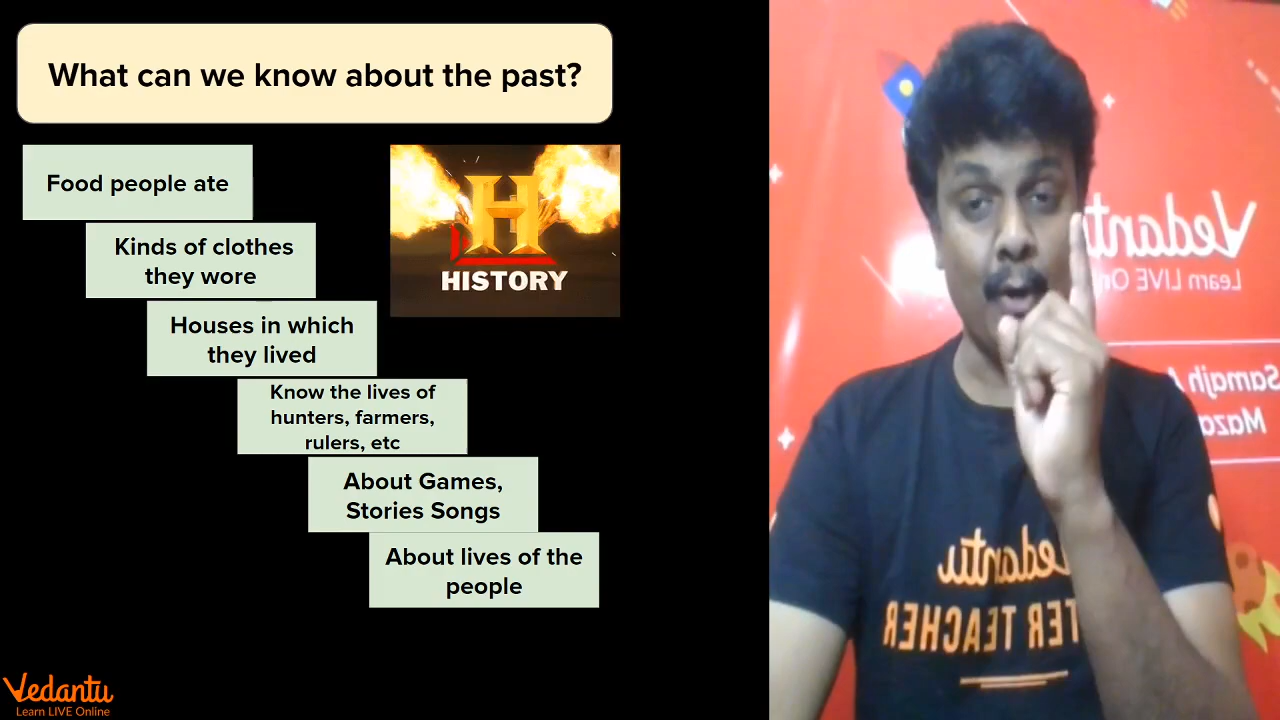 What can we know about the past?
Food people ate
Kinds of clothes
they wore
Houses in which
they lived
Know the lives of
hunters, farmers,
rulers, etc
About Games,
Stories Songs
About lives of the
people
H
HISTORY
Vedantu
Learn LIVE Online
Vedantu
Learn LIVE On
Samajh A
Maza
Vedantu
TER TEACHER